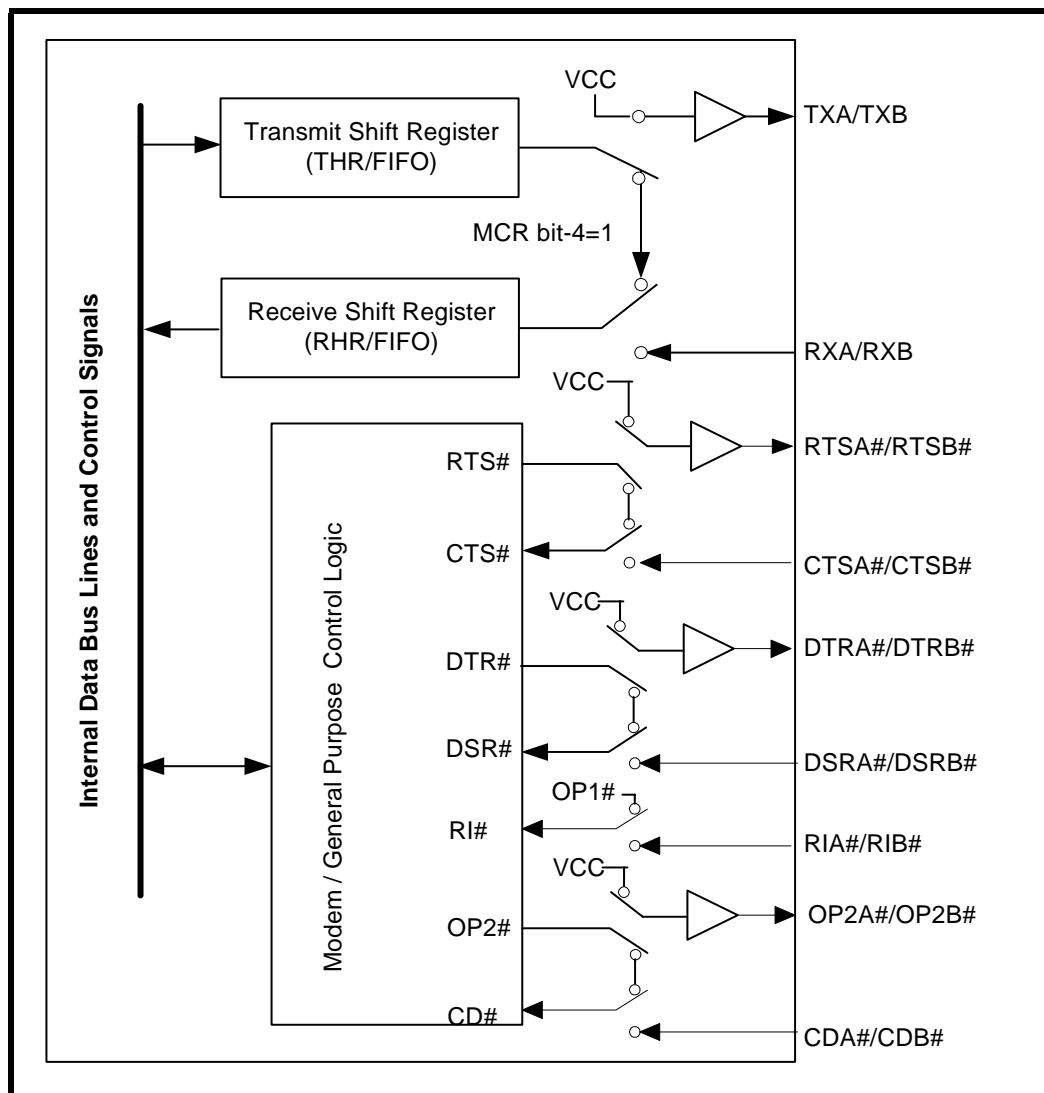 VCC
TXA/TXB
Transmit Shift Register
(THR/FIFO)
MCR bit-4=1
Receive Shift Register
(RHR/FIFO)
RXA/RXB
VCC
RTSA#/RTSB#
RTS#
CTS#
CTSA#/CTSB#
VCC
DTRA#/DTRB#
DTR#
DSR#
DSRA#/DSRB#
OP1#
RI#
RIA#/RIB#
VCC
OP2A#/OP2B#
OP2#
CD#
CDA#/CDB#
Internal Data Bus Lines and Control Signals
Modem / General Purpose Control Logic